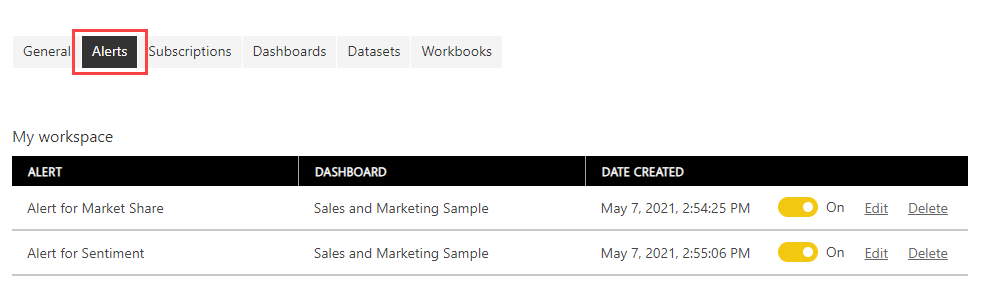 General Alerts Subscriptions Dashboards Datasets Workbooks
My workspace
ALERT DASHBOARD DATE CREATED
Alert for Market Share Sales and Marketing Sample May 7, 2021, 2:54:25 PM On Edit Delete
Alert for Sentiment Sales and Marketing Sample May 7, 2021, 2:55:06 PM On Edit Delete